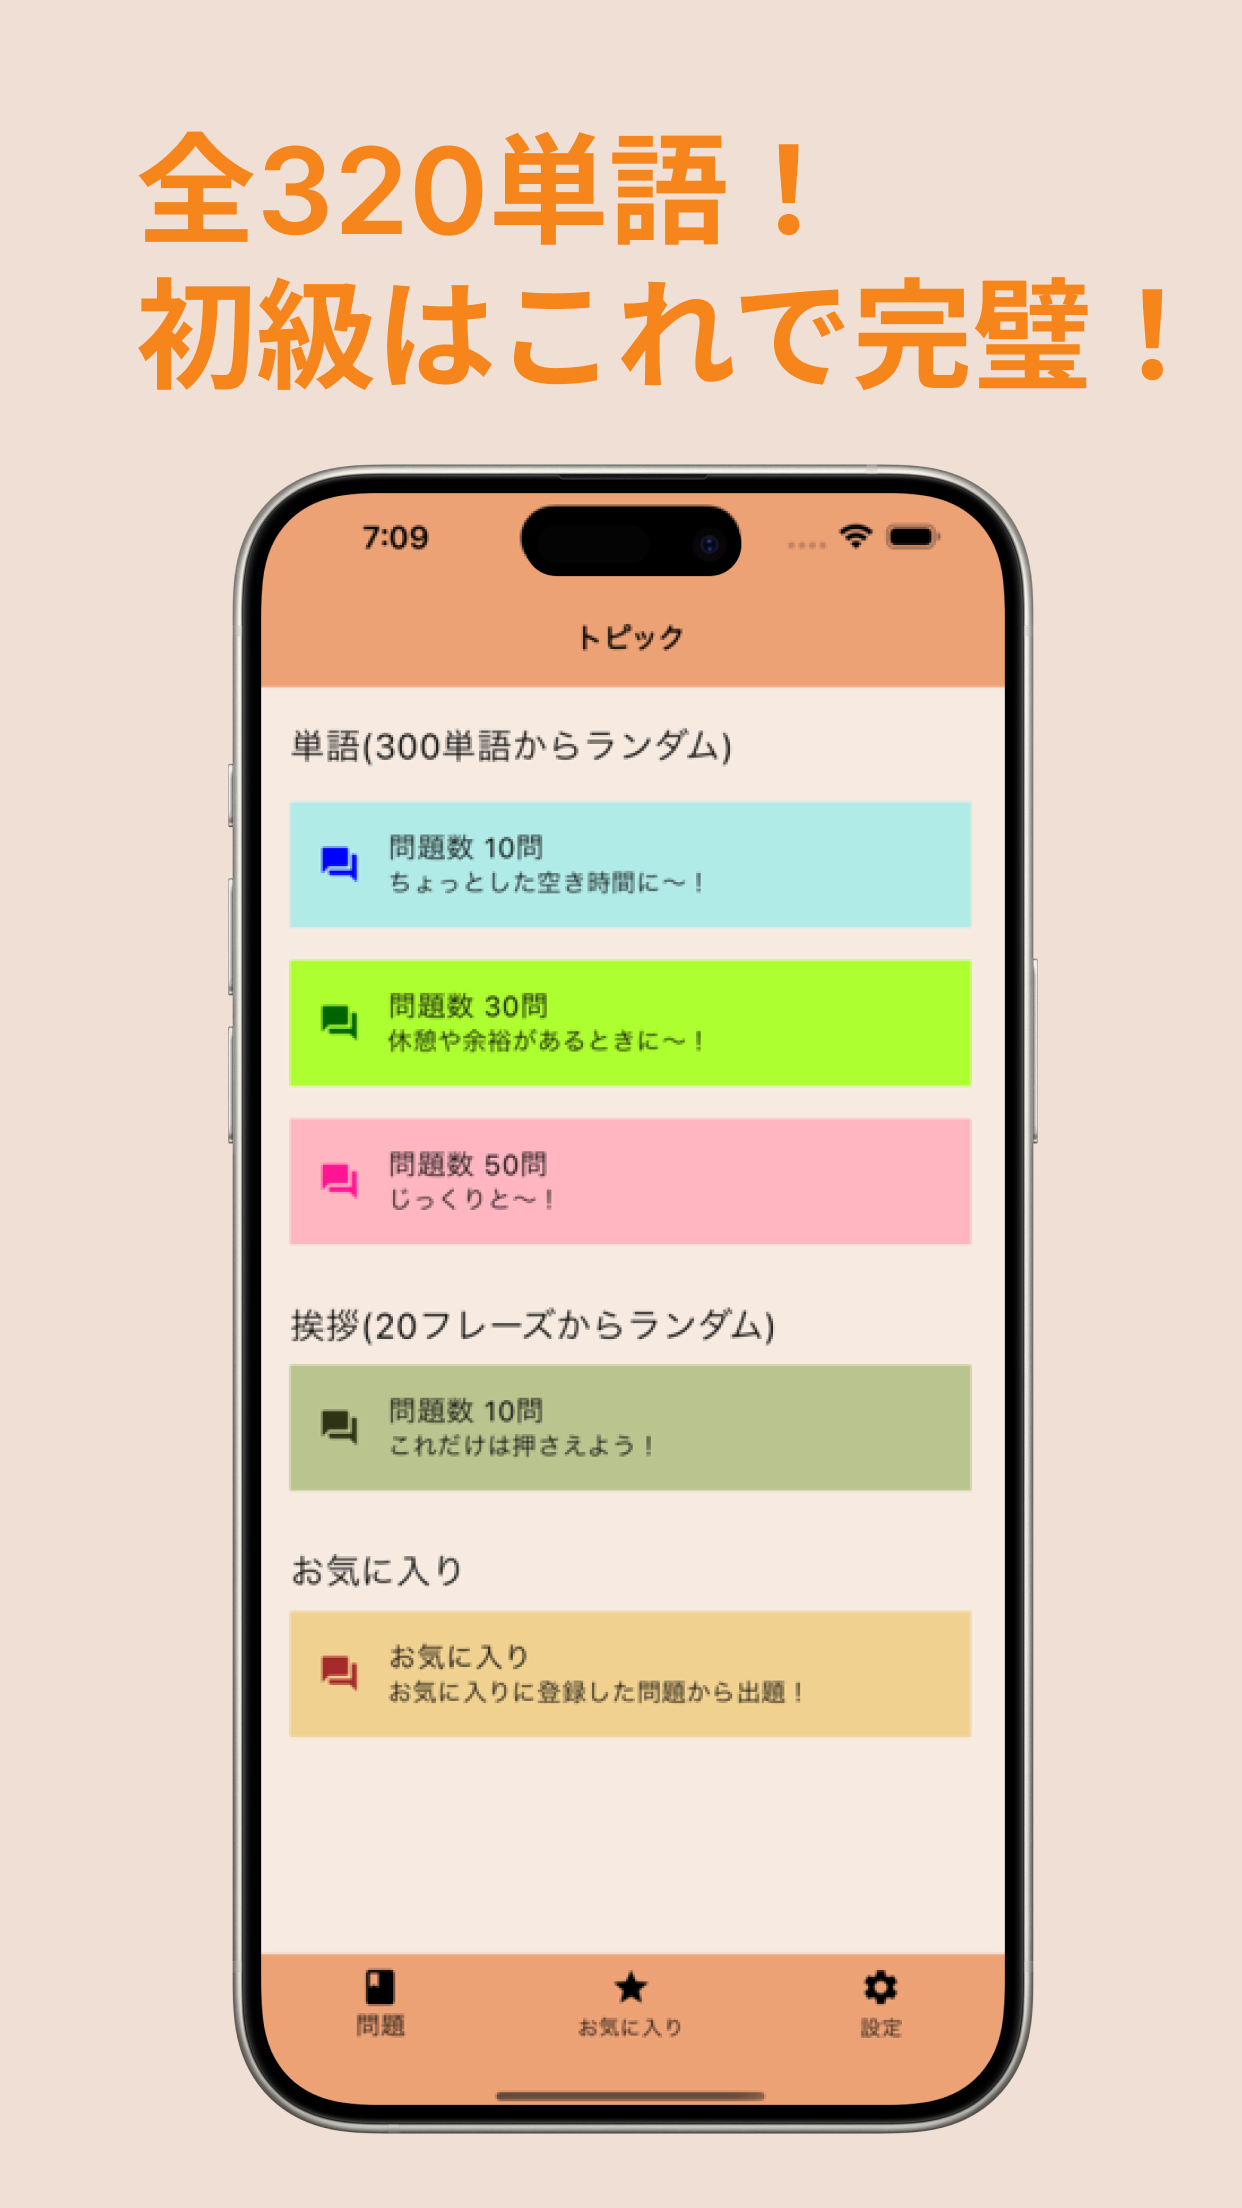 全320単語！
初級はこれで完璧！
7:09
トピック
単語(300単語からランダム)
問題数 10問
ちょっとした空き時間に〜！
問題数 30問
休憩や余裕があるときに〜！
問題数 50問
じっくりと〜！
挨拶(20フレーズからランダム)
問題数 10問
これだけは押さえよう！
お気に入り
お気に入り
お気に入りに登録した問題から出題！
問題
お気に入り
設定